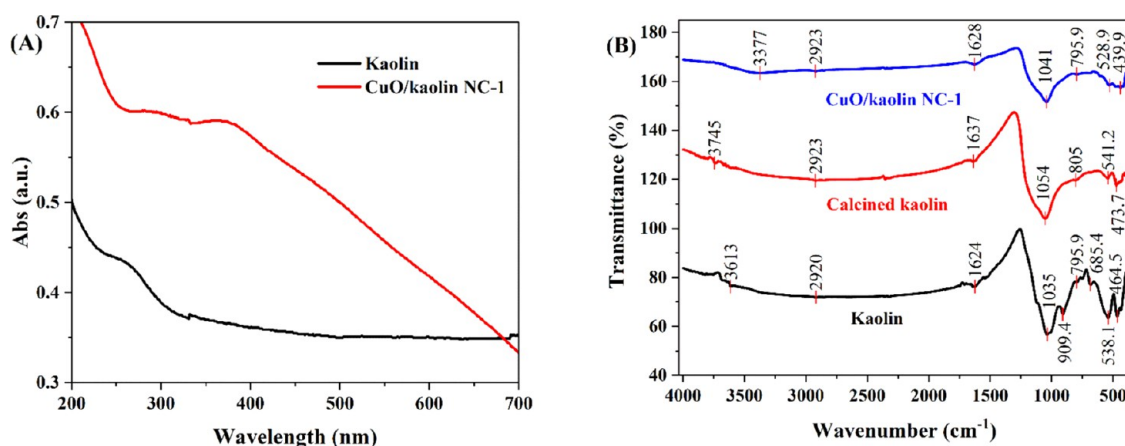 (A)
Kaolin
CuO/kaolin NC-1
0.7
0.6
0.5
0.4
0.3
Abs (a.u.)
200 300 400 500 600 700
Wavelength (nm)
(B)
3377
2923
1628
1041
795.9
528.9
439.9
CuO/kaolin NC-1
3745
2923
1637
1054
805
541.2
473.7
Calcined kaolin
3613
2920
1624
1035
909.4
795.9
685.4
538.1
464.5
Kaolin
180
160
140
120
100
80
60
40
Transmittance (%)
4000 3500 3000 2500 2000 1500 1000 500
Wavenumber (cm⁻¹)